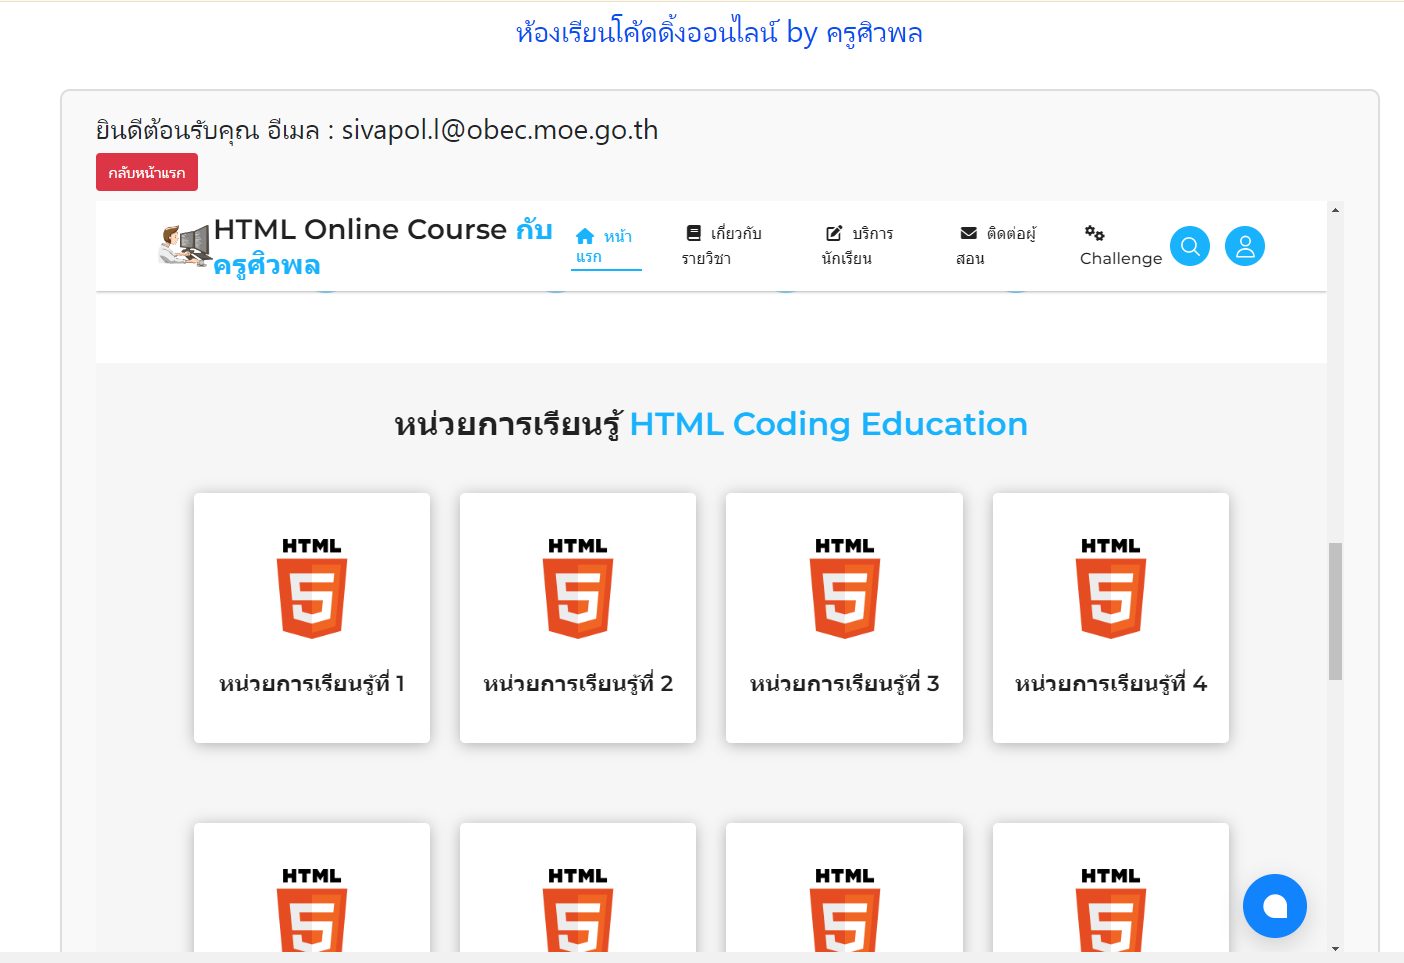 ห้องเรียนโค้ดดิ้งออนไลน์ by ครูศิวพล
ยินดีต้อนรับคุณ อีเมล : sivapol.l@obec.moe.go.th
กลับหน้าแรก
HTML Online Course กับ
ครูศิวพล
หน้า
แรก
เกี่ยวกับ
รายวิชา
บริการ
นักเรียน
ติดต่อผู้
สอน
Challenge
หน่วยการเรียนรู้ HTML Coding Education
HTML
5
หน่วยการเรียนรู้ที่ 1
HTML
5
หน่วยการเรียนรู้ที่ 2
HTML
5
หน่วยการเรียนรู้ที่ 3
HTML
5
หน่วยการเรียนรู้ที่ 4
HTML
5
HTML
5
HTML
5
HTML
5